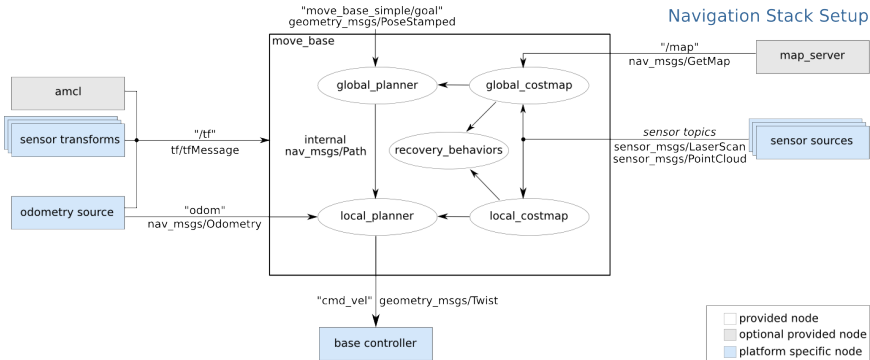 Navigation Stack Setup
"move_base_simple/goal"
geometry_msgs/PoseStamped
move_base
"/map"
nav_msgs/GetMap
map_server
global_planner
global_costmap
amcl
sensor transforms
"/tf"
tf/tfMessage
internal
nav_msgs/Path
recovery_behaviors
sensor topics
sensor_msgs/LaserScan
sensor_msgs/PointCloud
sensor sources
odometry source
"odom"
nav_msgs/Odometry
local_planner
local_costmap
"cmd_vel" geometry_msgs/Twist
base controller
provided node
optional provided node
platform specific node